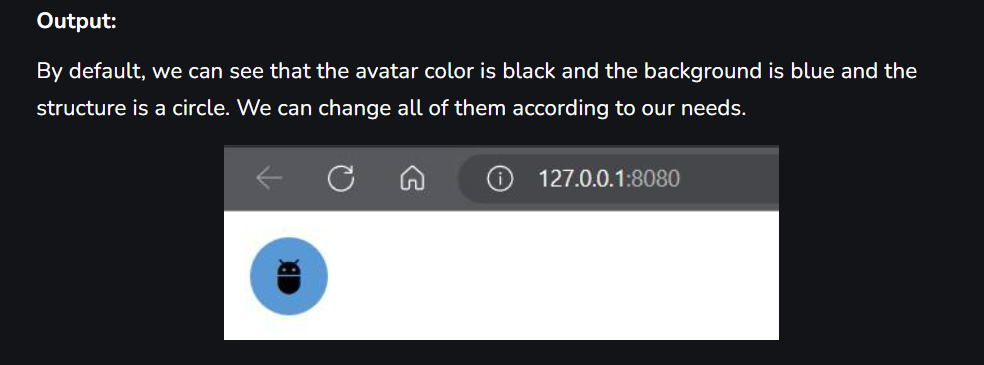 Output:
By default, we can see that the avatar color is black and the background is blue and the
structure is a circle. We can change all of them according to our needs.
127.0.0.1:8080